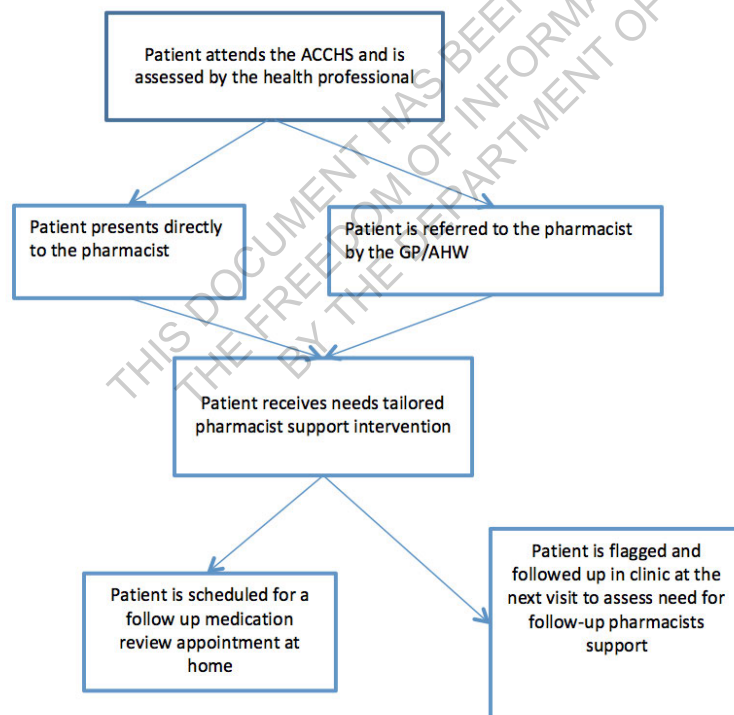 Patient attends the ACCHS and is
assessed by the health professional
Patient presents directly
to the pharmacist
Patient is referred to the pharmacist
by the GP/AHW
Patient receives needs tailored
pharmacist support intervention
Patient is scheduled for a
follow up medication
review appointment at
home
Patient is flagged and
followed up in clinic at the
next visit to assess need for
follow-up pharmacists
support
THIS DOCUMENT HAS BEEN
THE FREEDOM OF INFORMA
BY THE DEPARTMENT OF